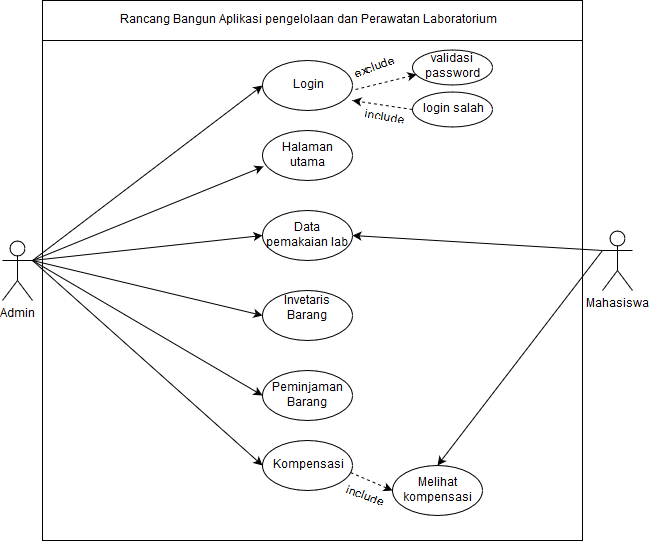 Rancang Bangun Aplikasi pengelolaan dan Perawatan Laboratorium
Login
exclude
validasi
password
include
login salah
Halaman
utama
Data
pemakaian lab
Admin
Mahasiswa
Invetaris
Barang
Peminjaman
Barang
Kompensasi
include
Melihat
kompensasi